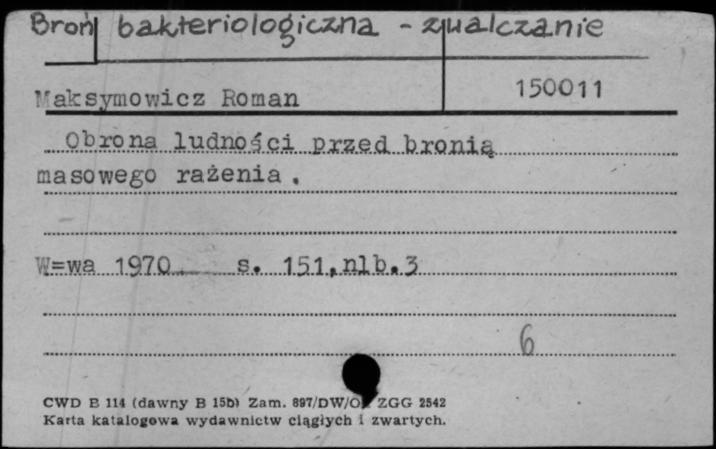 Broń bakteriologiczna - zwalczanie
Maksymowicz Roman 150011
Obrona ludności przed bronią
masowego rażenia.
W=wa 1970 s. 151,nlb.3
6
CWD B 114 (dawny B 15b) Zam. 897/DW/ ZGG 2542
Karta katalogowa wydawnictw ciągłych i zwartych.